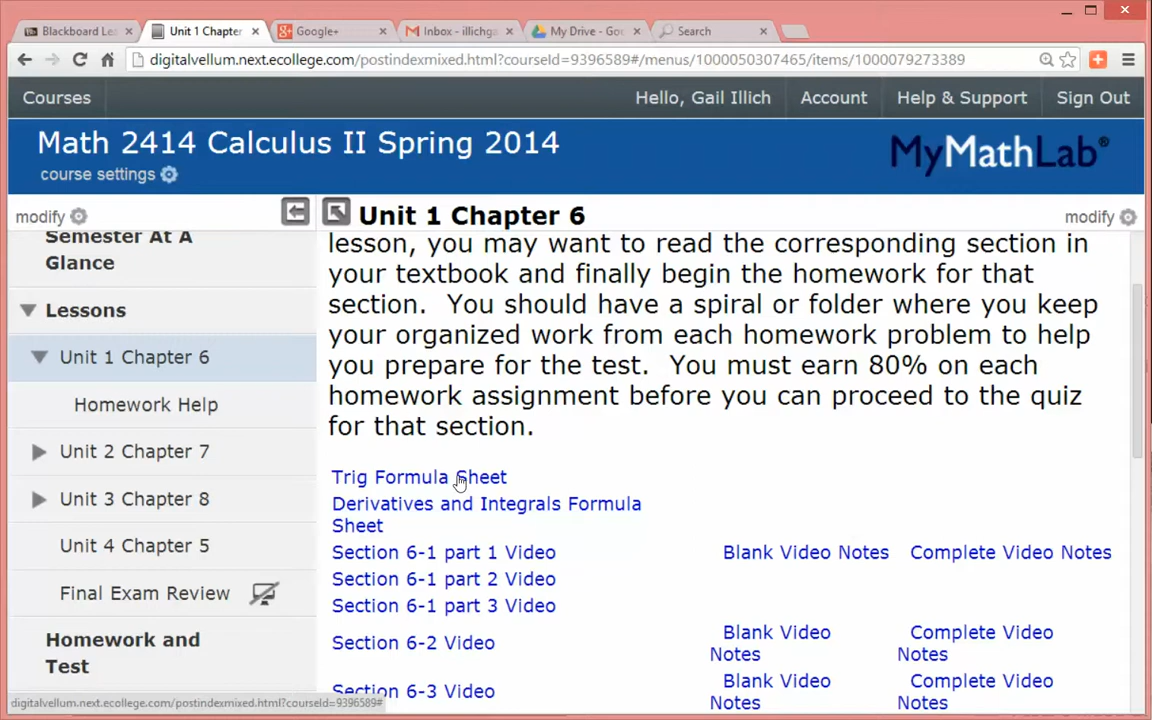 Blackboard Le
Unit 1 Chapter
Google+
Inbox - illichga
My Drive - Goo
Search
digitalvellum.next.ecollege.com/postindexmixed.html?courseId=9396589#/menus/1000050307465/items/1000079273389
Courses
Hello, Gail Illich
Account
Help & Support
Sign Out
Math 2414 Calculus II Spring 2014
course settings
MyMathLab®
modify
Unit 1 Chapter 6
modify
Semester At A
Glance
Lessons
Unit 1 Chapter 6
Homework Help
Unit 2 Chapter 7
Unit 3 Chapter 8
Unit 4 Chapter 5
Final Exam Review
Homework and
Test
lesson, you may want to read the corresponding section in
your textbook and finally begin the homework for that
section. You should have a spiral or folder where you keep
your organized work from each homework problem to help
you prepare for the test. You must earn 80% on each
homework assignment before you can proceed to the quiz
for that section.
Trig Formula Sheet
Derivatives and Integrals Formula
Sheet
Section 6-1 part 1 Video
Blank Video Notes
Complete Video Notes
Section 6-1 part 2 Video
Section 6-1 part 3 Video
Section 6-2 Video
Blank Video
Notes
Complete Video
Notes
Section 6-3 Video
Blank Video
Notes
Complete Video
Notes
digitalvellum.next.ecollege.com/postindexmixed.html?courseId=9396589#